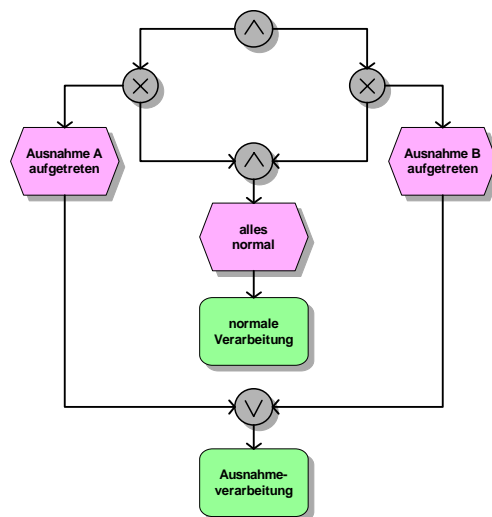 Ausnahme A
aufgetreten
Ausnahme B
aufgetreten
alles
normal
normale
Verarbeitung
Ausnahme-
verarbeitung